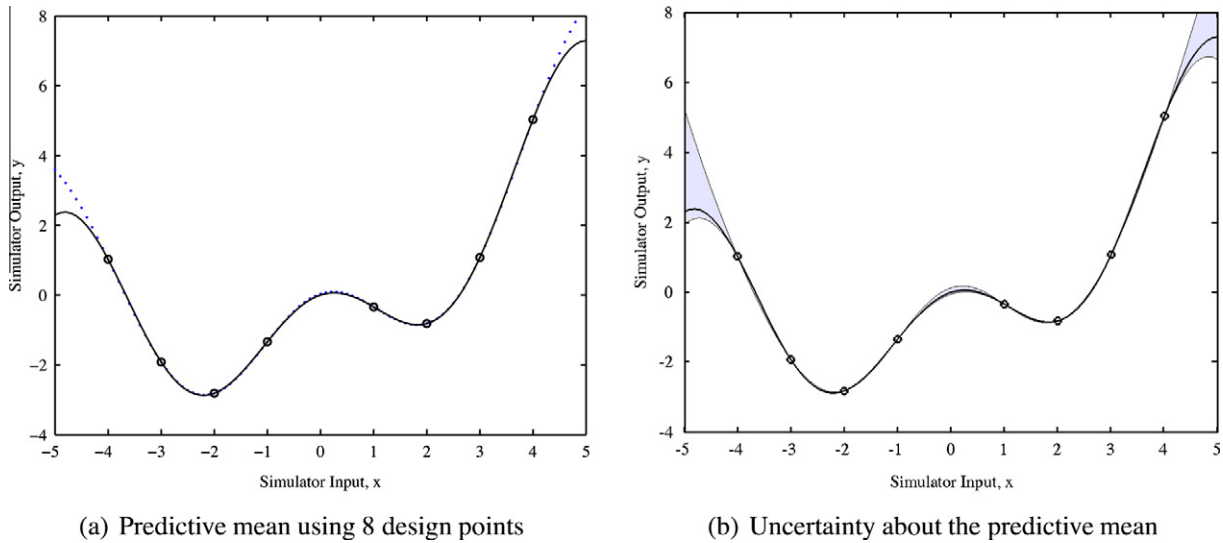 8
6
4
2
0
−2
−4
−5 −4 −3 −2 −1 0 1 2 3 4 5
Simulator Output, y
Simulator Input, x
(a) Predictive mean using 8 design points
8
6
4
2
0
-2
-4
-5 -4 -3 -2 -1 0 1 2 3 4 5
Simulator Output, y
Simulator Input, x
(b) Uncertainty about the predictive mean